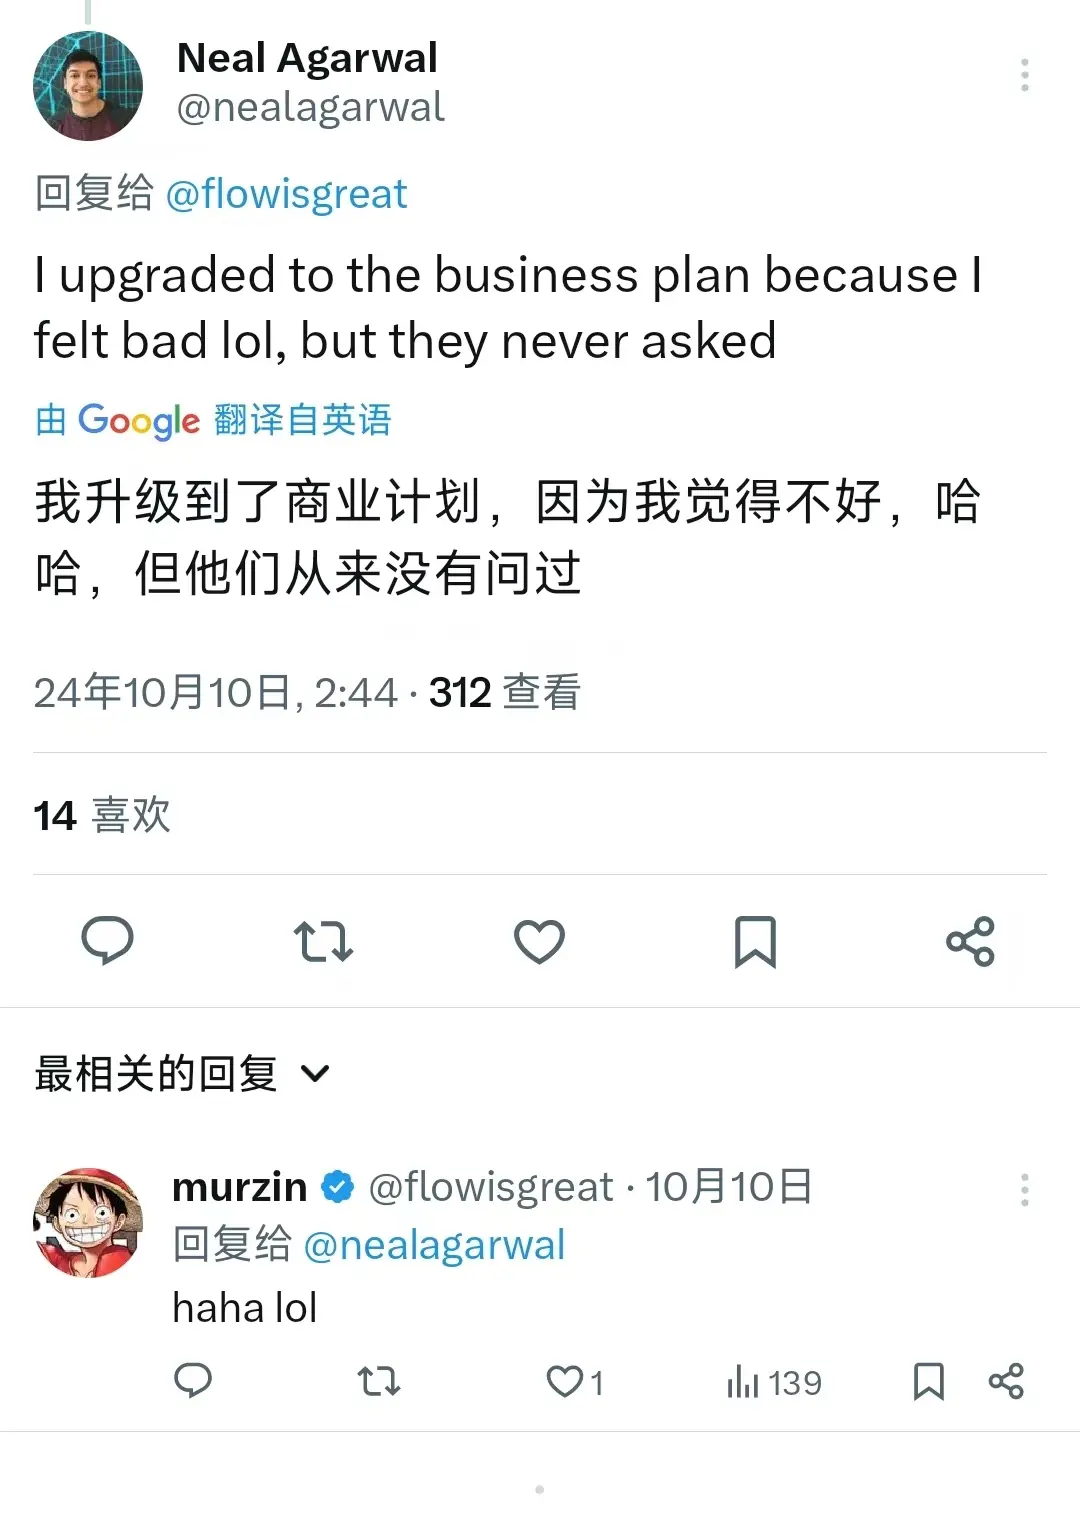 Neal Agarwal
@nealagarwal
回复给 @flowisgreat
I upgraded to the business plan because I
felt bad lol, but they never asked
由 Google 翻译自英语
我升级到了商业计划，因为我觉得不好，哈
哈，但他们从来没有问过
24年10月10日, 2:44 · 312 查看
14 喜欢
最相关的回复
murzin @flowisgreat · 10月10日
回复给 @nealagarwal
haha lol
1 139